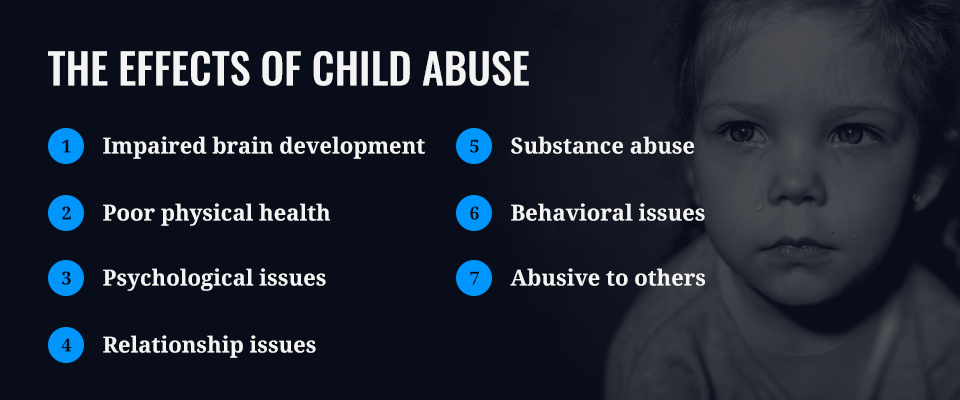 THE EFFECTS OF CHILD ABUSE
1 Impaired brain development
2 Poor physical health
3 Psychological issues
4 Relationship issues
5 Substance abuse
6 Behavioral issues
7 Abusive to others